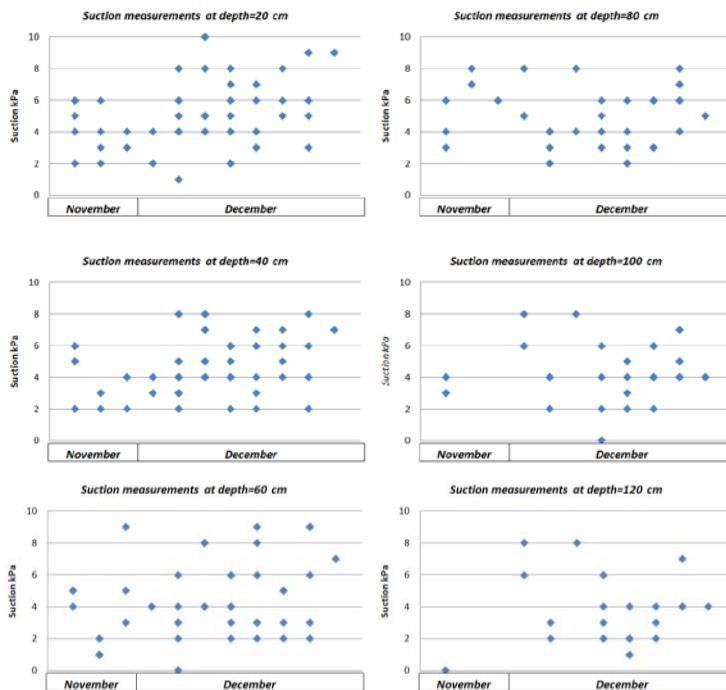 Suction measurements at depth=20 cm
Suction kPa
10
8
6
4
2
0
November
December
Suction measurements at depth=80 cm
Suction kPa
10
8
6
4
2
0
November
December
Suction measurements at depth=40 cm
Suction kPa
10
8
6
4
2
0
November
December
Suction measurements at depth=100 cm
Suction kPa
10
8
6
4
2
0
November
December
Suction measurements at depth=60 cm
Suction kPa
10
8
6
4
2
0
November
December
Suction measurements at depth=120 cm
Suction kPa
10
8
6
4
2
0
November
December